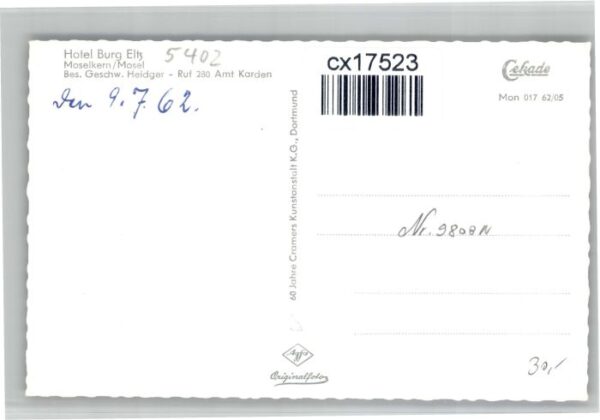 Hotel Burg Eltz 5402
Moselkern/Mosel
Bes. Geschw. Heidger - Ruf 280 Amt Karden
Den 9.7.62.
60 Jahre Cramers Kunstanstalt K.G., Dortmund
cx17523
Cekade
Mon 017 62/05
Nr. 9808N
30,-
Agfa
Originalfoto